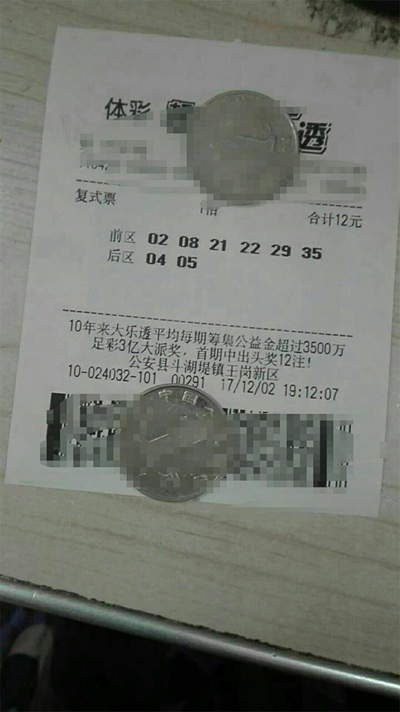 体彩 透
复式票 1倍 合计12元
前区 02 08 21 22 29 35
后区 04 05
10年来大乐透平均每期筹集公益金超过3500万
足彩3亿大派奖，首期中出头奖12注！
公安县斗湖堤镇王岗新区
10-024032-101 00291 17/12/02 19:12:07